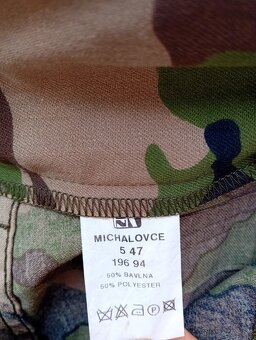 MICHALOVCE
5 47
196 94
50% BAVLNA
50% POLYESTER